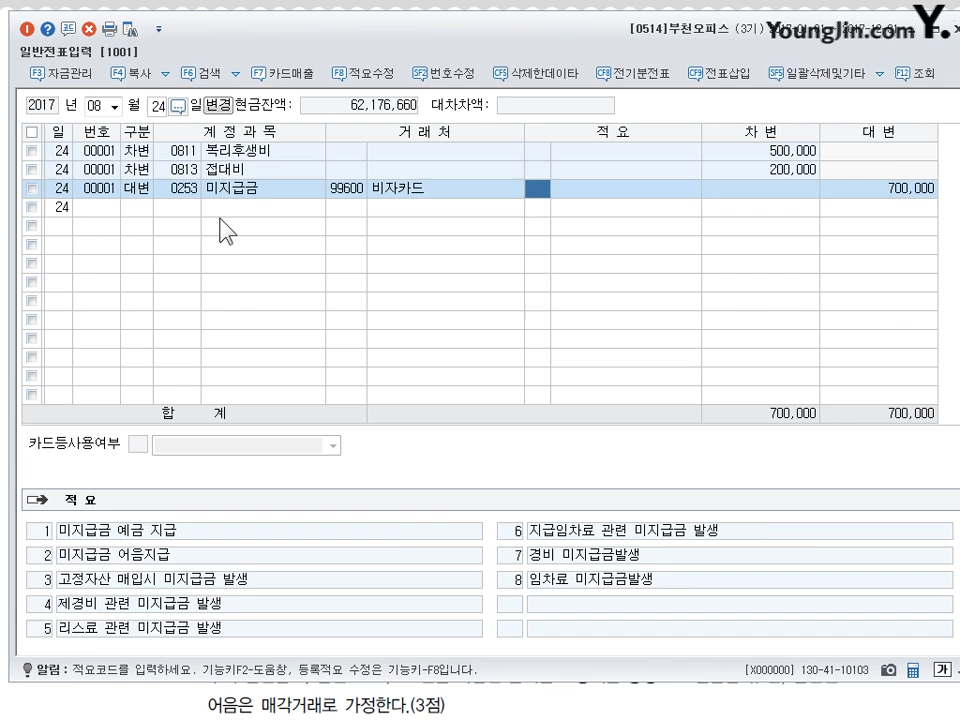 [0514]부천오피스 (3기)
YoungJin.com Y.
일반전표입력 [1001]
F3 자금관리 F4 복사 F6 검색 F7 카드매출 F8 적요수정 SF2 번호수정 CF5 삭제한데이타 CF8 전기분전표 CF9 전표삽입 SF5 일괄삭제및기타 F12 조회
2017 년 08 월 24 일 변경 현금잔액: 62,176,660 대차차액:
일 번호 구분 계 정 과 목 거 래 처 적 요 차 변 대 변
24 00001 차변 0811 복리후생비 500,000
24 00001 차변 0813 접대비 200,000
24 00001 대변 0253 미지급금 99600 비자카드 700,000
24
합 계 700,000 700,000
카드등사용여부
적 요
1 미지급금 예금 지급
2 미지급금 어음지급
3 고정자산 매입시 미지급금 발생
4 제경비 관련 미지급금 발생
5 리스료 관련 미지급금 발생
6 지급임차료 관련 미지급금 발생
7 경비 미지급금발생
8 임차료 미지급금발생
알림 : 적요코드를 입력하세요. 기능키F2-도움창, 등록적요 수정은 기능키-F8입니다. [X000000] 130-41-10103 가
어음은 매각거래로 가정한다.(3점)